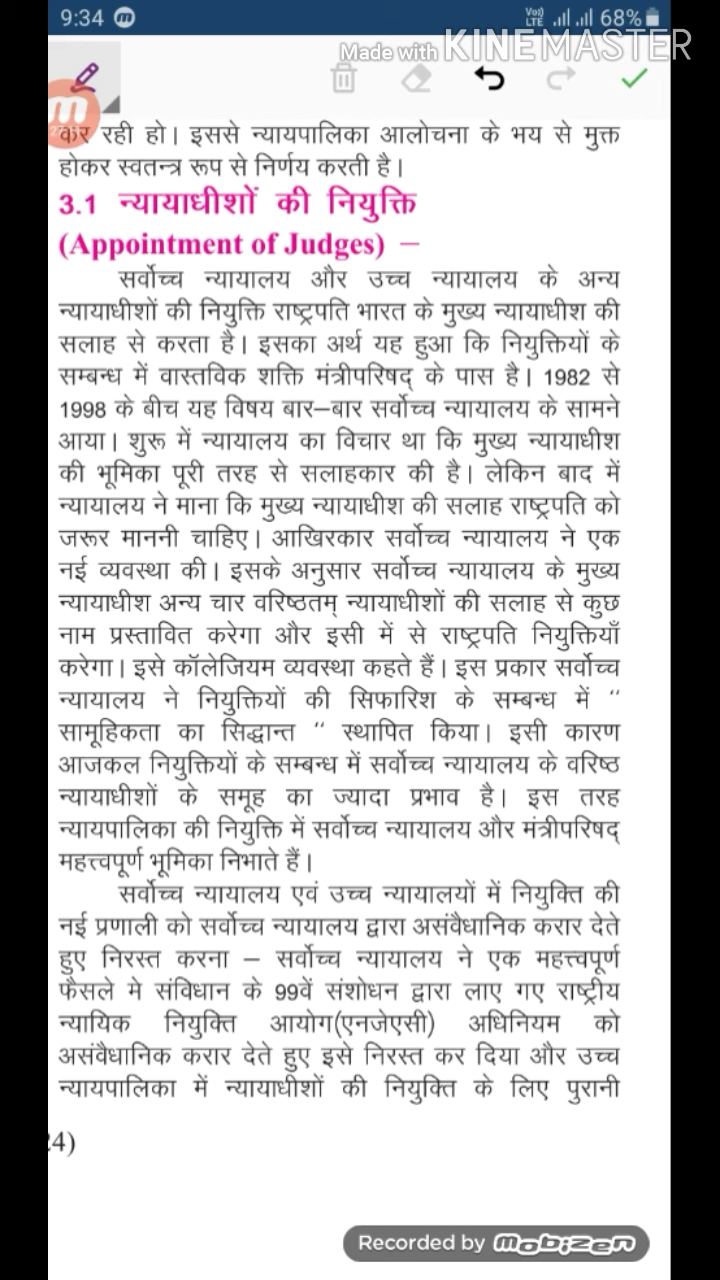 9:34
Vo)) LTE 68%
Made with KINEMASTER
कर रही हो। इससे न्यायपालिका आलोचना के भय से मुक्त
होकर स्वतन्त्र रूप से निर्णय करती है।
3.1 न्यायाधीशों की नियुक्ति
(Appointment of Judges) –
सर्वोच्च न्यायालय और उच्च न्यायालय के अन्य
न्यायाधीशों की नियुक्ति राष्ट्रपति भारत के मुख्य न्यायाधीश की
सलाह से करता है। इसका अर्थ यह हुआ कि नियुक्तियों के
सम्बन्ध में वास्तविक शक्ति मंत्रीपरिषद् के पास है। 1982 से
1998 के बीच यह विषय बार–बार सर्वोच्च न्यायालय के सामने
आया। शुरू में न्यायालय का विचार था कि मुख्य न्यायाधीश
की भूमिका पूरी तरह से सलाहकार की है। लेकिन बाद में
न्यायालय ने माना कि मुख्य न्यायाधीश की सलाह राष्ट्रपति को
जरूर माननी चाहिए। आखिरकार सर्वोच्च न्यायालय ने एक
नई व्यवस्था की। इसके अनुसार सर्वोच्च न्यायालय के मुख्य
न्यायाधीश अन्य चार वरिष्ठतम् न्यायाधीशों की सलाह से कुछ
नाम प्रस्तावित करेगा और इसी में से राष्ट्रपति नियुक्तियाँ
करेगा। इसे कॉलेजियम व्यवस्था कहते हैं। इस प्रकार सर्वोच्च
न्यायालय ने नियुक्तियों की सिफारिश के सम्बन्ध में “
सामूहिकता का सिद्धान्त “ स्थापित किया। इसी कारण
आजकल नियुक्तियों के सम्बन्ध में सर्वोच्च न्यायालय के वरिष्ठ
न्यायाधीशों के समूह का ज्यादा प्रभाव है। इस तरह
न्यायपालिका की नियुक्ति में सर्वोच्च न्यायालय और मंत्रीपरिषद्
महत्त्वपूर्ण भूमिका निभाते हैं।
सर्वोच्च न्यायालय एवं उच्च न्यायालयों में नियुक्ति की
नई प्रणाली को सर्वोच्च न्यायालय द्वारा असंवैधानिक करार देते
हुए निरस्त करना – सर्वोच्च न्यायालय ने एक महत्त्वपूर्ण
फैसले मे संविधान के 99वें संशोधन द्वारा लाए गए राष्ट्रीय
न्यायिक नियुक्ति आयोग(एनजेएसी) अधिनियम को
असंवैधानिक करार देते हुए इसे निरस्त कर दिया और उच्च
न्यायपालिका में न्यायाधीशों की नियुक्ति के लिए पुरानी
24)
Recorded by mobizen